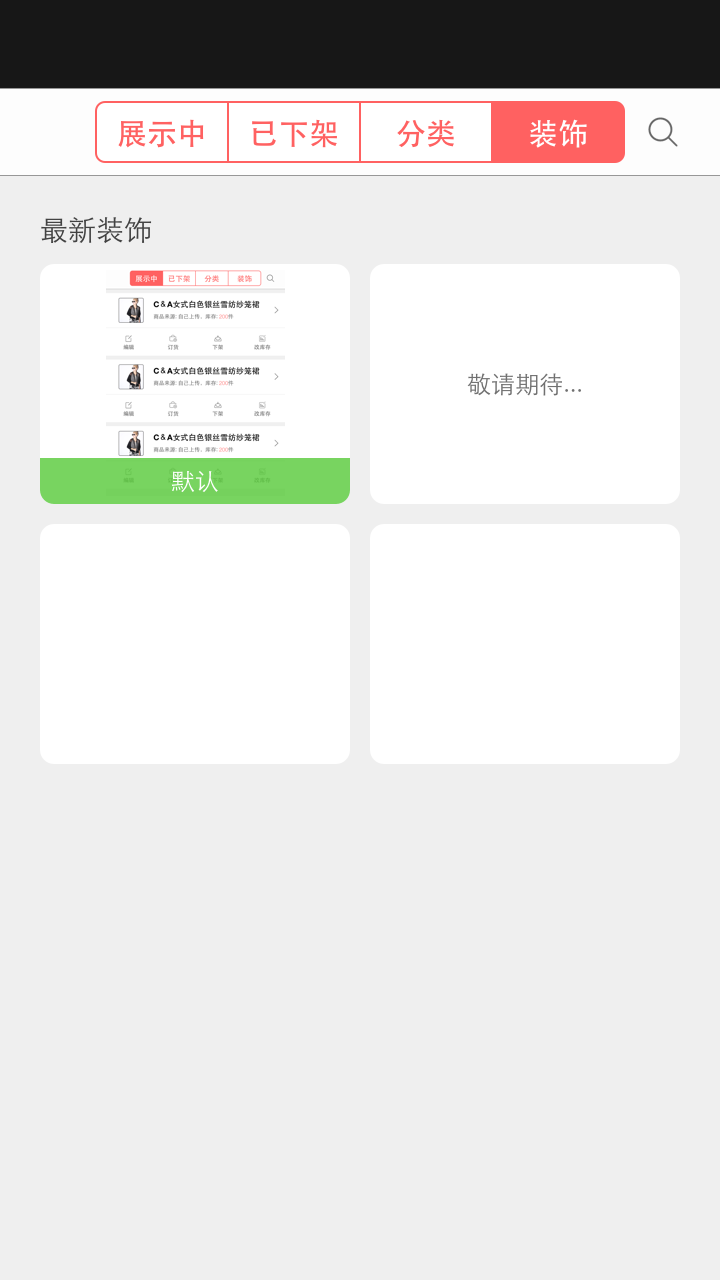 展示中 已下架 分类 装饰
最新装饰
展示中 已下架 分类 装饰
C&A女式白色银丝雪纺纱笼裙
商品来源: 自己上传, 库存: 200件
编辑 订货 下架 改库存
C&A女式白色银丝雪纺纱笼裙
商品来源: 自己上传, 库存: 200件
编辑 订货 下架 改库存
C&A女式白色银丝雪纺纱笼裙
商品来源: 自己上传, 库存: 200件
默认
敬请期待...